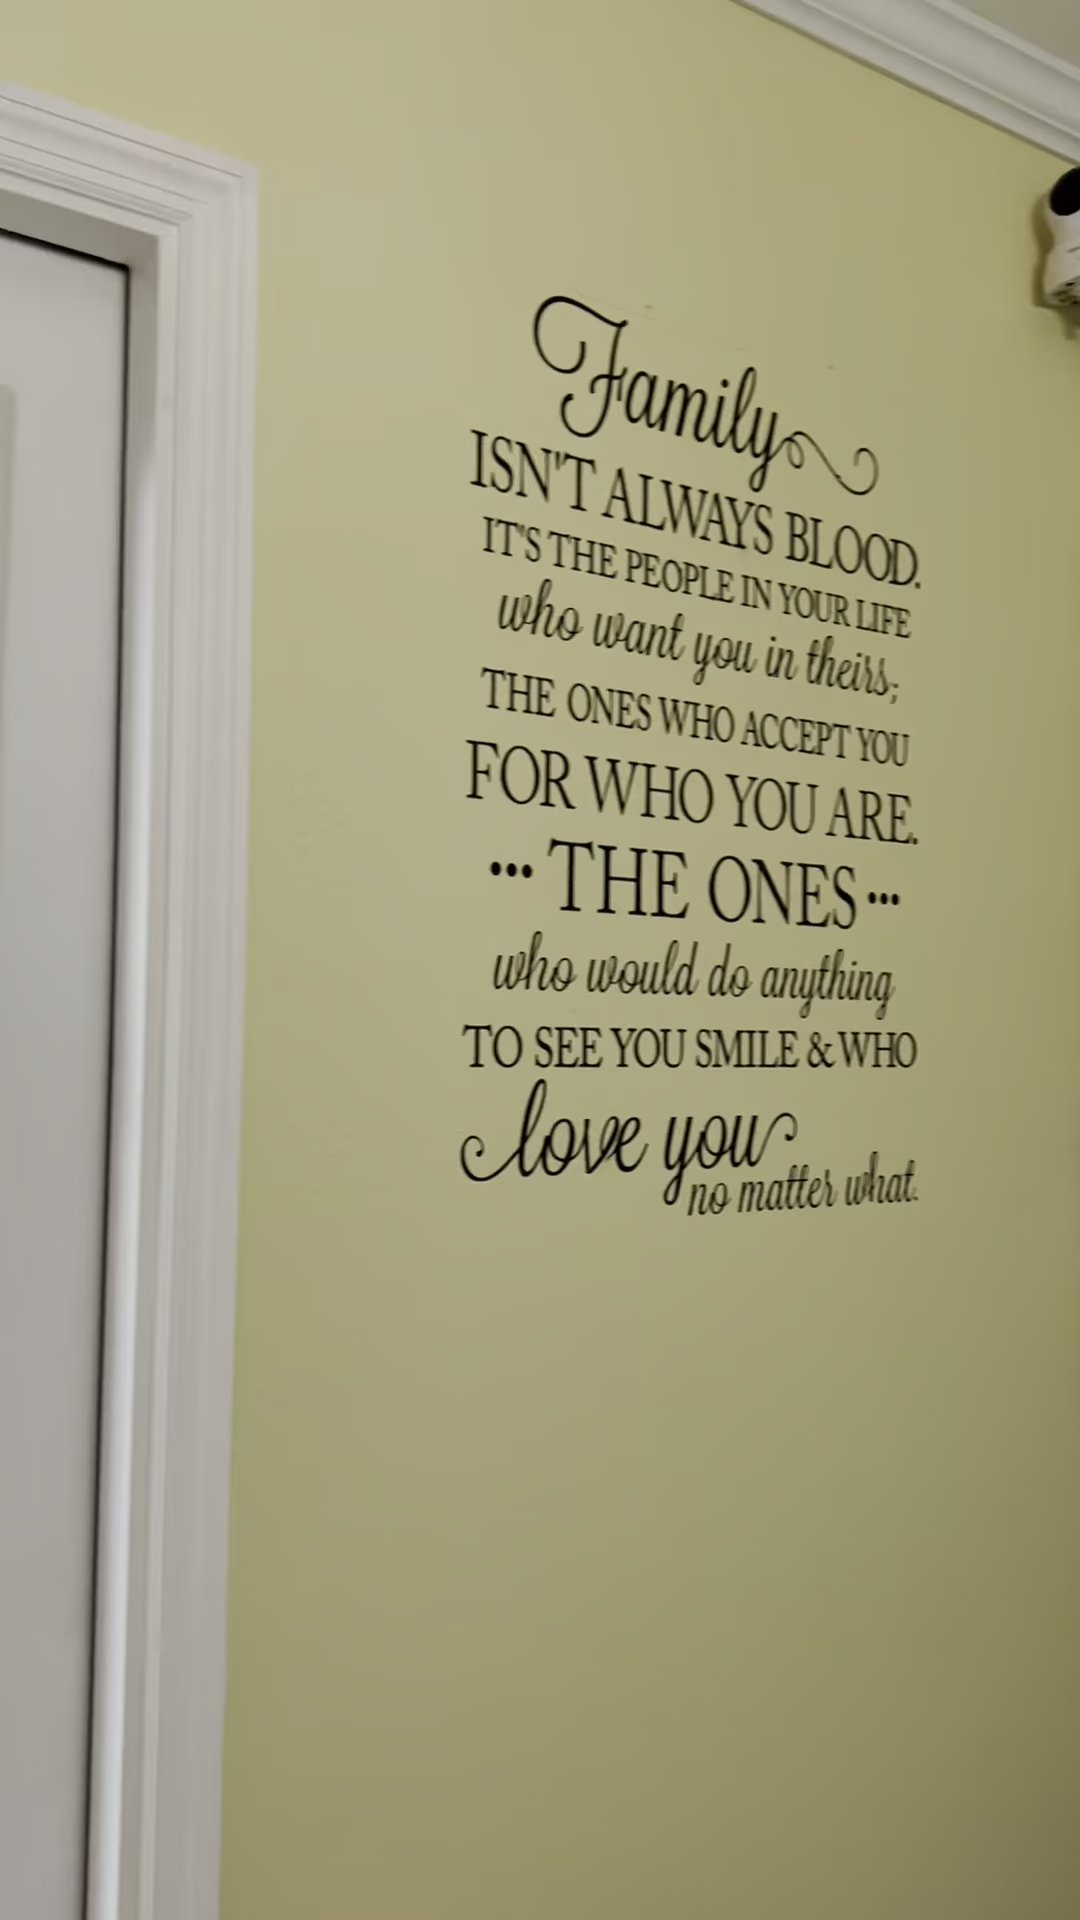 Family
ISN'T ALWAYS BLOOD.
IT'S THE PEOPLE IN YOUR LIFE
who want you in theirs;
THE ONES WHO ACCEPT YOU
FOR WHO YOU ARE.
••• THE ONES •••
who would do anything
TO SEE YOU SMILE & WHO
love you
no matter what.